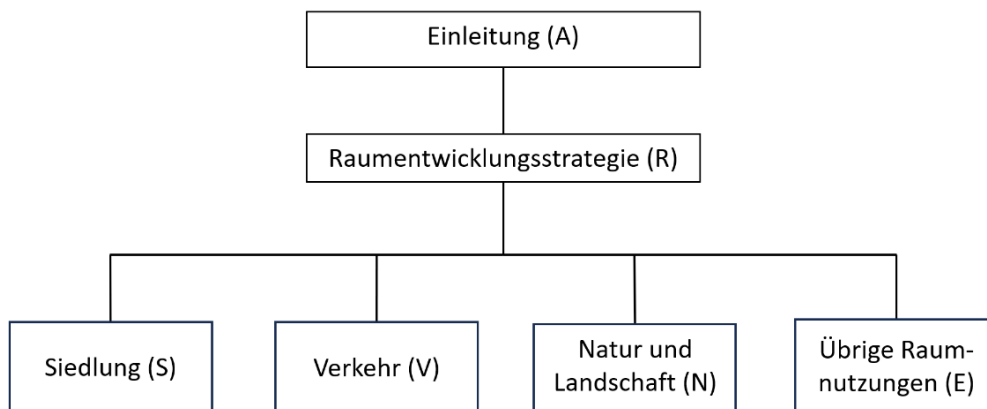 Einleitung (A)
Raumentwicklungsstrategie (R)
Siedlung (S)
Verkehr (V)
Natur und
Landschaft (N)
Übrige Raum-
nutzungen (E)